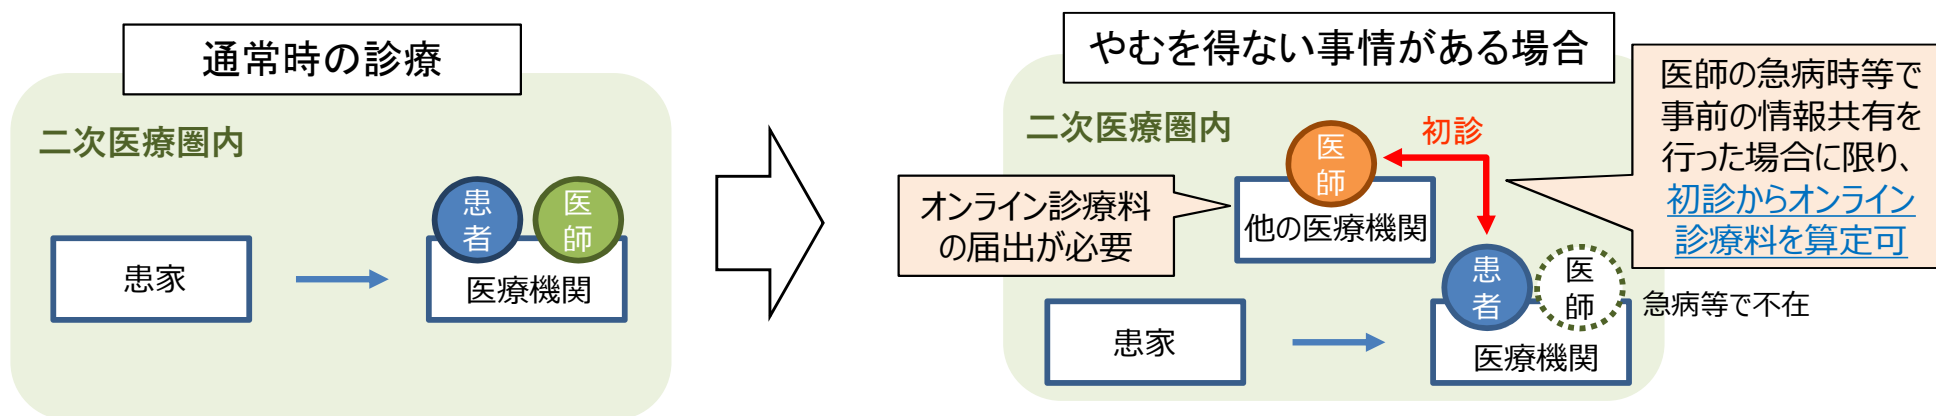 通常時の診療
二次医療圏内
患者
医師
患家
医療機関
やむを得ない事情がある場合
二次医療圏内
医師
初診
オンライン診療料
の届出が必要
他の医療機関
医師の急病時等で
事前の情報共有を
行った場合に限り、
初診からオンライン
診療料を算定可
患者
医師
急病等で不在
患家
医療機関